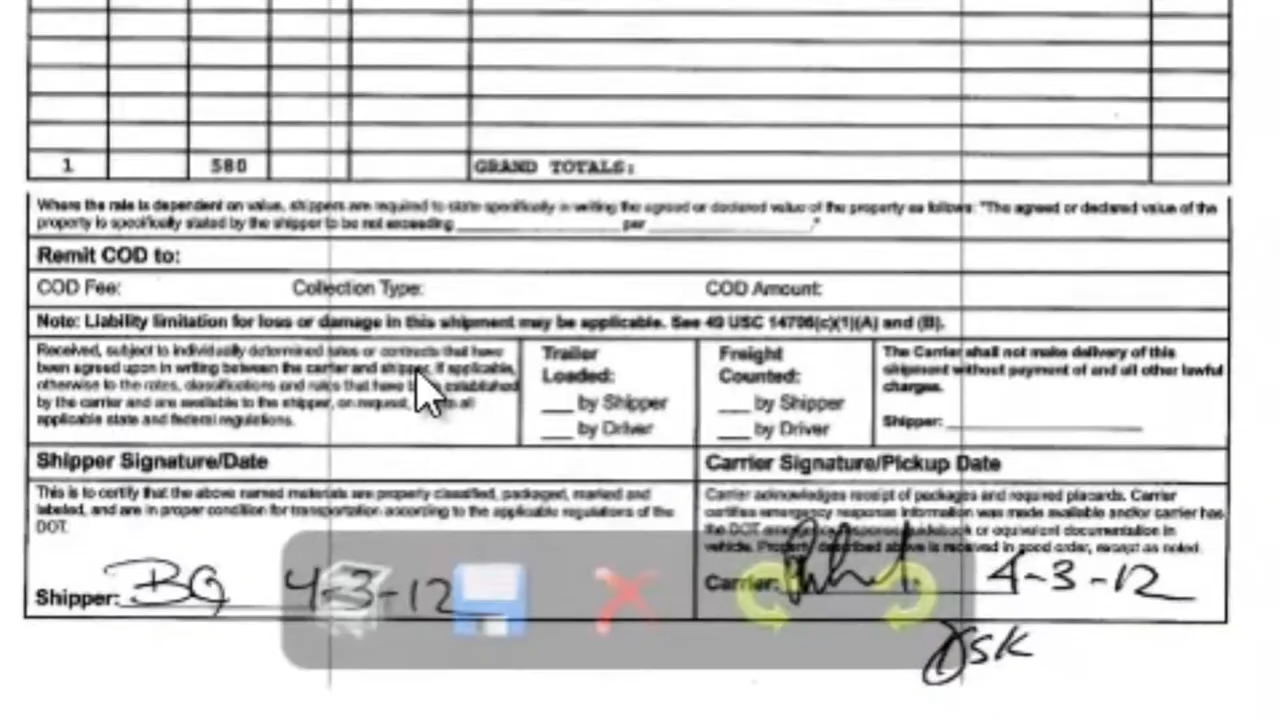 1 580 GRAND TOTALS:
Where the rate is dependent on value, shippers are required to state specifically in writing the agreed or declared value of the property as follows: "The agreed or declared value of the
property is specifically stated by the shipper to be not exceeding ____________ per ____________."
Remit COD to:
COD Fee: Collection Type: COD Amount:
Note: Liability limitation for loss or damage in this shipment may be applicable. See 49 USC 14706(c)(1)(A) and (B).
Received, subject to individually determined rates or contracts that have
been agreed upon in writing between the carrier and shipper, if applicable,
otherwise to the rates, classifications and rules that have established
by the carrier and are available to the shipper, on request, all
applicable state and federal regulations.
Trailer
Loaded:
___ by Shipper
___ by Driver
Freight
Counted:
___ by Shipper
___ by Driver
The Carrier shall not make delivery of this
shipment without payment of and all other lawful
charges.
Shipper: ____________
Shipper Signature/Date
This is to certify that the above named materials are properly classified, packaged, marked and
labeled, and are in proper condition for transportation according to the applicable regulations of the
DOT.
Shipper: BG 4-3-12
Carrier Signature/Pickup Date
Carrier acknowledges receipt of packages and required placards. Carrier
certifies emergency response information was made available and/or carrier has
the DOT emergency response guidebook or equivalent documentation in
vehicle. Property described above is received in good order, except as noted.
Carrier: 4-3-12
1SK